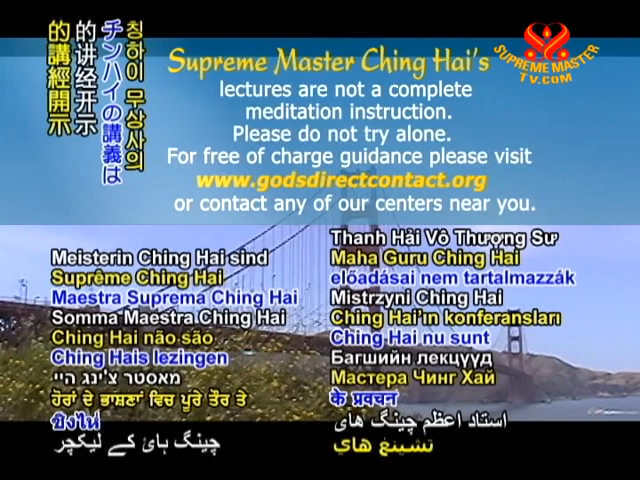 的講經開示
的讲经开示
チンハイの講義は
칭하이 무상사의
Supreme Master Ching Hai's
lectures are not a complete
meditation instruction.
Please do not try alone.
For free of charge guidance please visit
www.godsdirectcontact.org
or contact any of our centers near you.
SUPREME MASTER
TV.COM
Meisterin Ching Hai sind
Suprême Ching Hai
Maestra Suprema Ching Hai
Somma Maestra Ching Hai
Ching Hai não são
Ching Hais lezingen
מאסטר צ'ינג היי
ਹੋਰਾਂ ਦੇ ਭਾਸ਼ਣਾਂ ਵਿਚ ਪੂਰੇ ਤੌਰ ਤੇ
ชิงไห่
چینگ ہائ کے لیکچر
Thanh Hải Vô Thượng Sư
Maha Guru Ching Hai
előadásai nem tartalmazzák
Mistrzyni Ching Hai
Ching Hai'ın konferansları
Ching Hai nu sunt
Багшийн лекцүүд
Мастера Чинг Хай
के प्रवचन
استاد اعظم چینگ های
تشينغ هاي